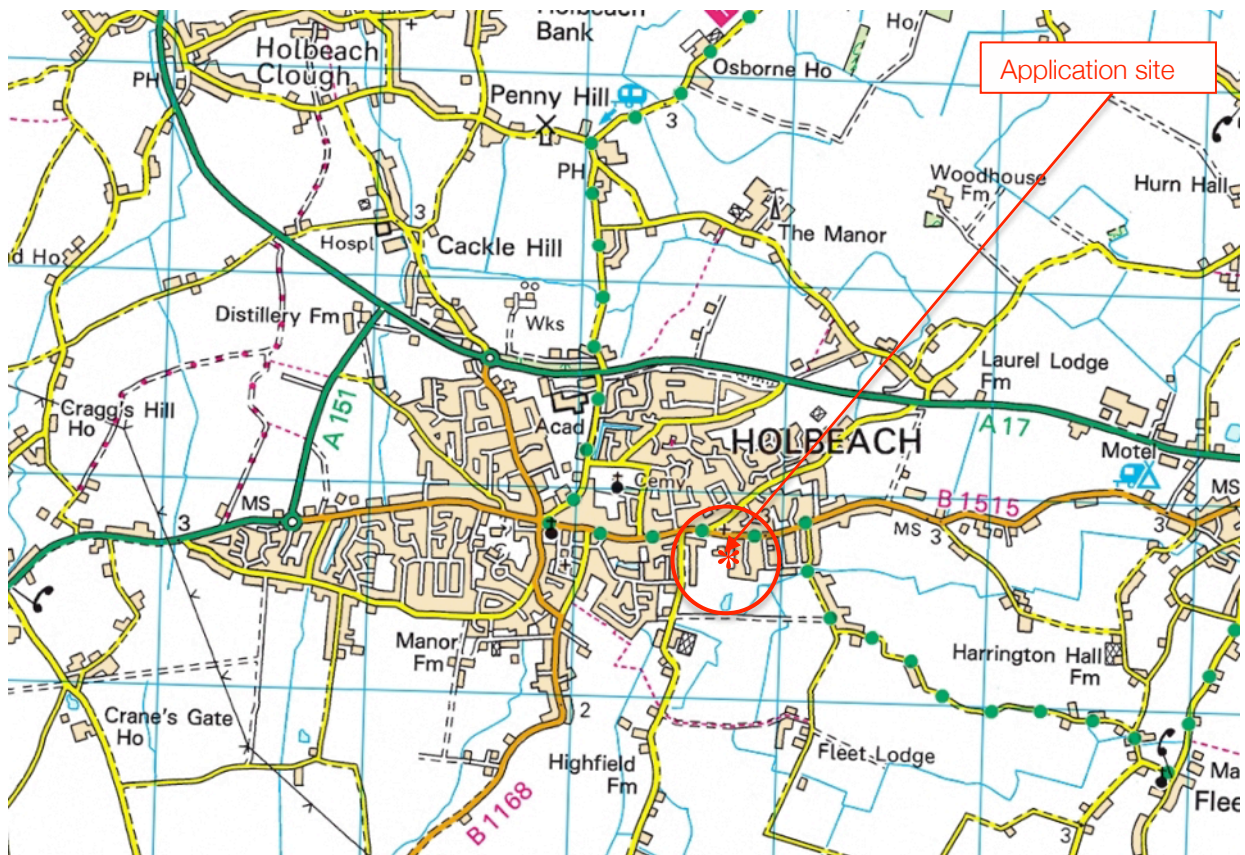 Holbeach
Bank
Ho
Holbeach
Clough
PH
Osborne Ho
Application site
Penny Hill
3
PH
Woodhouse
Fm
Hurn Hall
3
Hospl
Cackle Hill
The Manor
d Ho
Distillery Fm
Wks
Laurel Lodge
Fm
Cragg's Hill
Ho
A 151
Acad
HOLBEACH
A 17
Motel
Cemy
MS
B 1515
MS
3
MS
3
3
*
Manor
Fm
Harrington Hall
Fm
Crane's Gate
Ho
2
Highfield
Fm
Fleet Lodge
Ma
Flee
B 1168
3